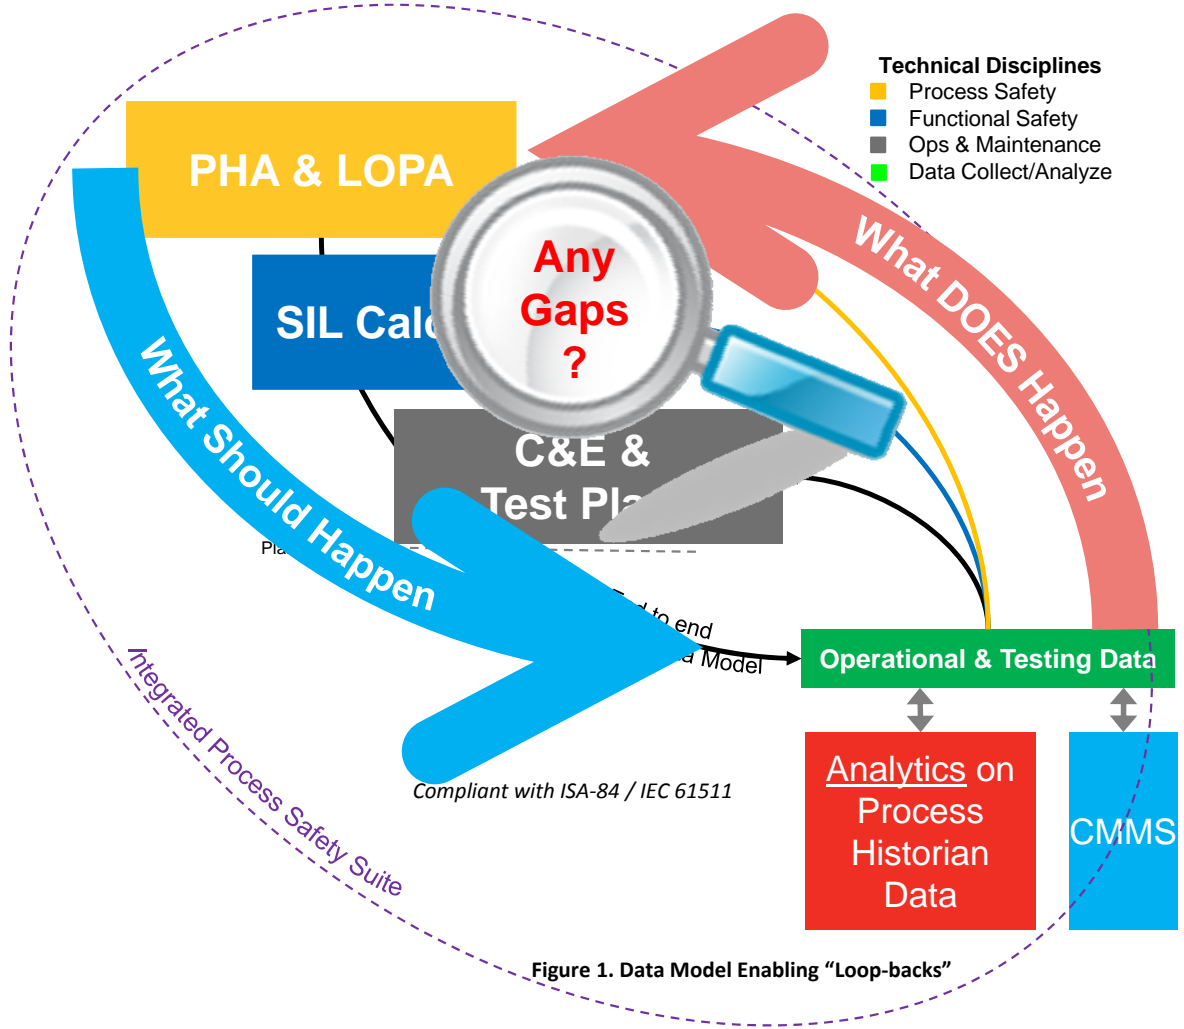 Technical Disciplines
Process Safety
Functional Safety
Ops & Maintenance
Data Collect/Analyze
PHA & LOPA
Any
Gaps
?
What DOES Happen
SIL Calc
What Should Happen
C&E &
Test Pla
Pla
to end
Model
Operational & Testing Data
Integrated Process Safety Suite
Analytics on
Process
Historian
Data
CMMS
Compliant with ISA-84 / IEC 61511
Figure 1. Data Model Enabling “Loop-backs”